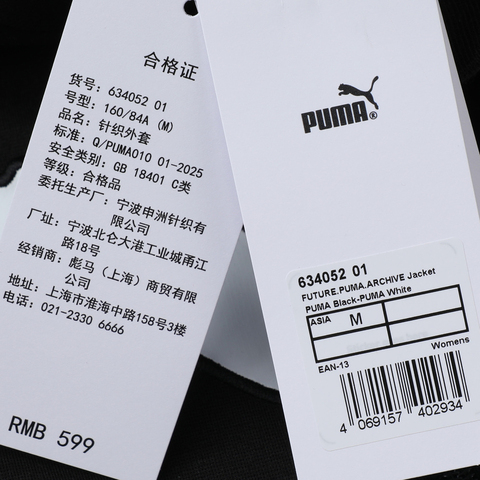 合格证
货号: 634052 01
号型: 160/84A (M)
品名: 针织外套
标准: Q/PUMA010 01-2025
安全类别: GB 18401 C类
等级: 合格品
委托生产厂: 宁波申洲针织有
限公司
厂址: 宁波北仑大港工业城甬江
路18号
经销商: 彪马（上海）商贸有限
公司
地址: 上海市淮海中路158号3楼
电话: 021-2330 6666
RMB 599
PUMA®
634052 01
FUTURE.PUMA.ARCHIVE Jacket
PUMA Black-PUMA White
ASIA M
EAN-13 Womens
4 069157 402934